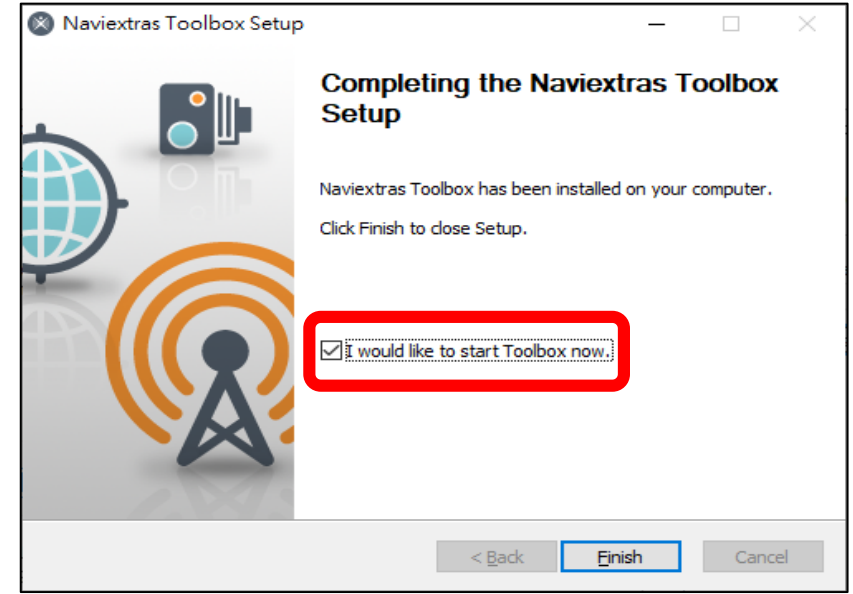 Naviextras Toolbox Setup
Completing the Naviextras Toolbox
Setup
Naviextras Toolbox has been installed on your computer.
Click Finish to close Setup.
I would like to start Toolbox now.
< Back
Finish
Cancel